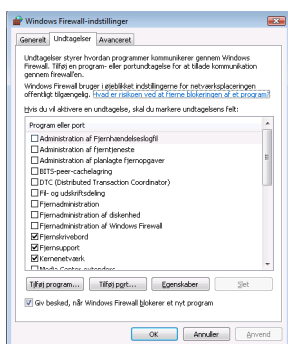 Windows Firewall-indstillinger
Generelt Undtagelser Avanceret
Undtagelser styrer hvordan programmer kommunikerer gennem Windows
Firewall. Tilføj en program- eller portundtagelse for at tillade kommunikation
gennem firewall'en.
Windows Firewall bruger i øjeblikket indstillingerne for netværksplaceringen
offentligt tilgængelig. Hvad er risikoen ved at fjerne blokeringen af et program?
Hvis du vil aktivere en undtagelse, skal du markere undtagelsens felt:
Program eller port
Administration af Fjernhændelseslogfil
Administration af fjerntjeneste
Administration af planlagte fjernopgaver
BITS-peer-cachelagring
DTC (Distributed Transaction Coordinator)
Fil- og udskriftsdeling
Fjernadministration
Fjernadministration af diskenhed
Fjernadministration af Windows Firewall
Fjernskrivebord
Fjernsupport
Kernenetværk
Media Center-extendere
Tilføj program... Tilføj port... Egenskaber Slet
Giv besked, når Windows Firewall blokerer et nyt program
OK Annuller Anvend